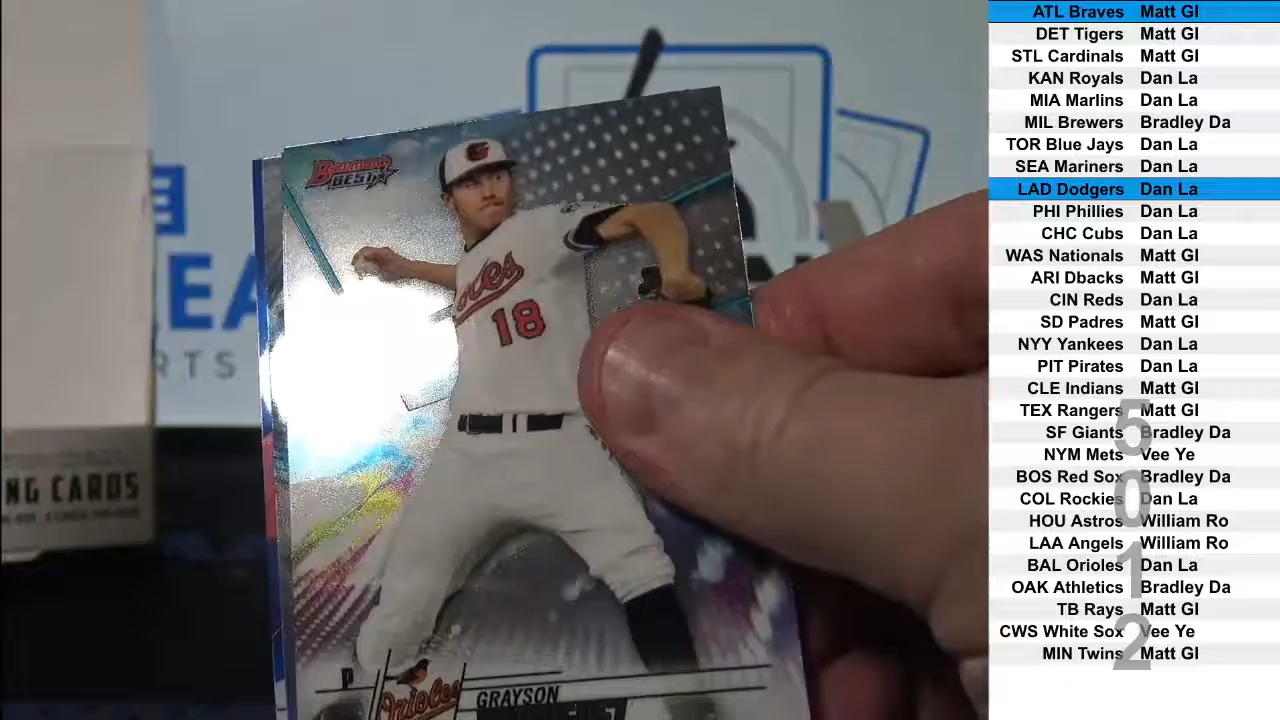 BOWMAN'S
BEST
18
P
Orioles
GRAYSON
NG CARDS
EA
RTS
ATL Braves Matt Gl
DET Tigers Matt Gl
STL Cardinals Matt Gl
KAN Royals Dan La
MIA Marlins Dan La
MIL Brewers Bradley Da
TOR Blue Jays Dan La
SEA Mariners Dan La
LAD Dodgers Dan La
PHI Phillies Dan La
CHC Cubs Dan La
WAS Nationals Matt Gl
ARI Dbacks Matt Gl
CIN Reds Dan La
SD Padres Matt Gl
NYY Yankees Dan La
PIT Pirates Dan La
CLE Indians Matt Gl
TEX Rangers Matt Gl
SF Giants Bradley Da
NYM Mets Vee Ye
BOS Red Sox Bradley Da
COL Rockies Dan La
HOU Astros William Ro
LAA Angels William Ro
BAL Orioles Dan La
OAK Athletics Bradley Da
TB Rays Matt Gl
CWS White Sox Vee Ye
MIN Twins Matt Gl
5
0
1
2